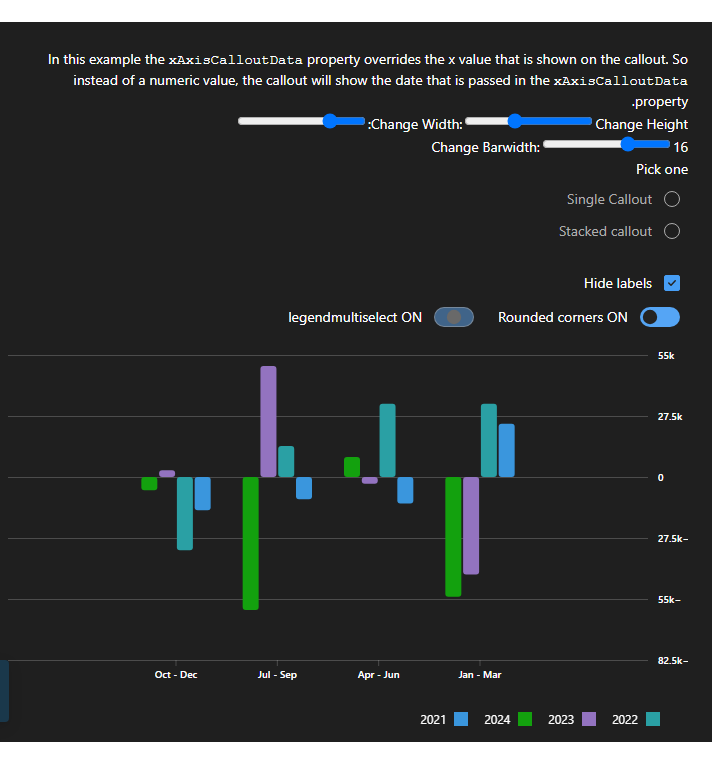 In this example the xAxisCalloutData property overrides the x value that is shown on the callout. So
instead of a numeric value, the callout will show the date that is passed in the xAxisCalloutData
.property
:Change Width: Change Height
Change Barwidth: 16
Pick one
Single Callout
Stacked callout
Hide labels
legendmultiselect ON Rounded corners ON
55k
27.5k
0
27.5k–
55k–
82.5k–
Oct - Dec Jul - Sep Apr - Jun Jan - Mar
2021 2024 2023 2022